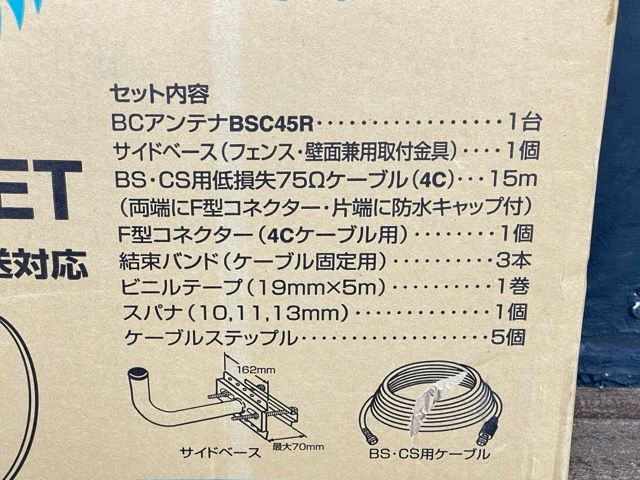 セット内容
BCアンテナBSC45R················1台
サイドベース(フェンス·壁面兼用取付金具)····1個
BS·CS用低損失75Ωケーブル(4C)···15m
(両端にF型コネクター·片端に防水キャップ付)
ET
F型コネクター(4Cケーブル用)·········1個
送対応
結束バンド(ケーブル固定用)···········3本
ビニルテープ(19mm×5m)··········1巻
スパナ(10,11,13mm)··············1個
ケーブルステップル···················5個
162mm
最大70mm
サイドベース
BS·CS用ケーブル